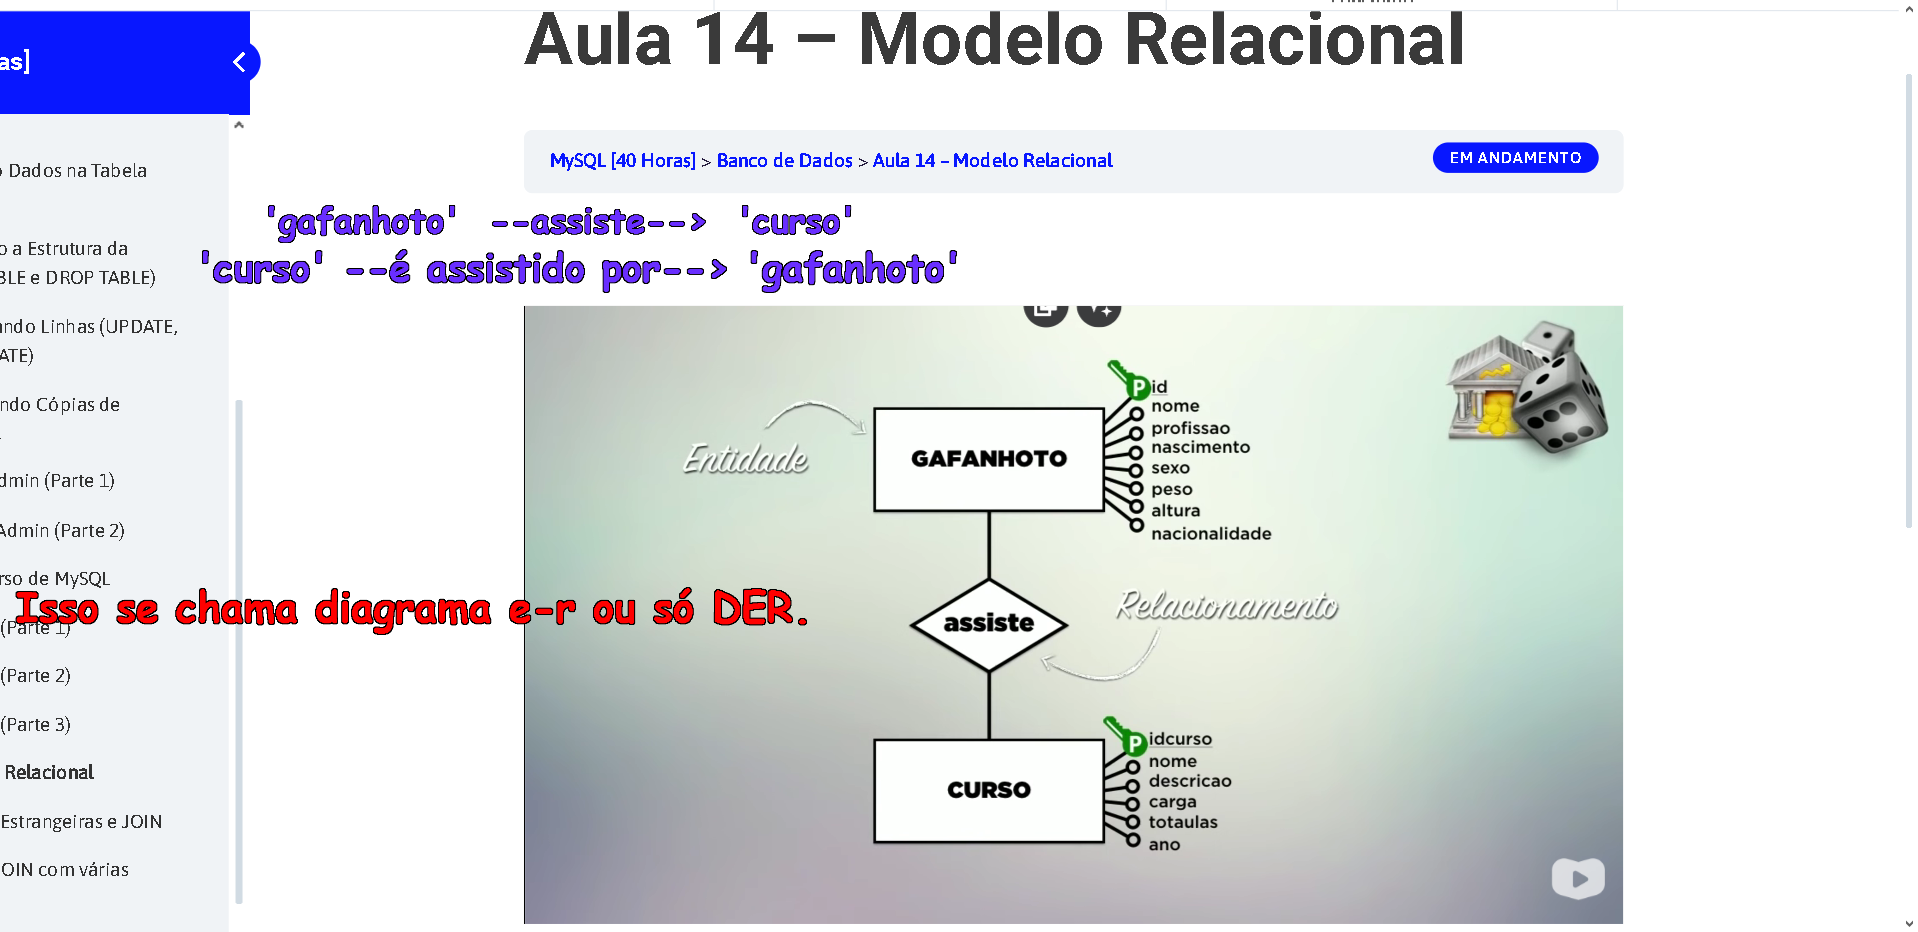 Aula 14 – Modelo Relacional
as]
MySQL [40 Horas] > Banco de Dados > Aula 14 – Modelo Relacional
EM ANDAMENTO
Dados na Tabela
'gafanhoto' --assiste--> 'curso'
'curso' --é assistido por--> 'gafanhoto'
o a Estrutura da
BLE e DROP TABLE)
ando Linhas (UPDATE,
ATE)
ndo Cópias de
dmin (Parte 1)
Admin (Parte 2)
rso de MySQL
(Parte 1)
(Parte 2)
(Parte 3)
Relacional
Estrangeiras e JOIN
OIN com várias
Isso se chama diagrama e-r ou só DER.
Entidade
GAFANHOTO
P
id
nome
profissao
nascimento
sexo
peso
altura
nacionalidade
assiste
Relacionamento
CURSO
P
idcurso
nome
descricao
carga
totaulas
ano